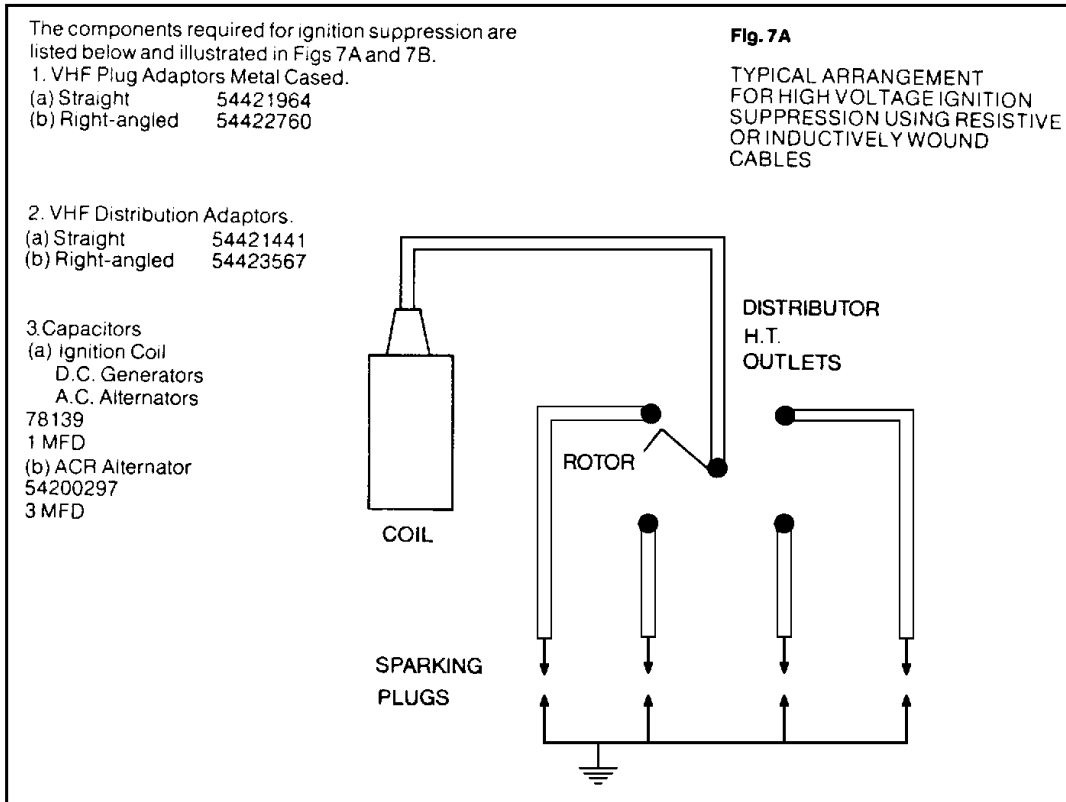 The components required for ignition suppression are
listed below and illustrated in Figs 7A and 7B.
1. VHF Plug Adaptors Metal Cased.
(a) Straight 54421964
(b) Right-angled 54422760
2. VHF Distribution Adaptors.
(a) Straight 54421441
(b) Right-angled 54423567
3.Capacitors
(a) Ignition Coil
D.C. Generators
A.C. Alternators
78139
1 MFD
(b) ACR Alternator
54200297
3 MFD
Fig. 7A
TYPICAL ARRANGEMENT
FOR HIGH VOLTAGE IGNITION
SUPPRESSION USING RESISTIVE
OR INDUCTIVELY WOUND
CABLES
DISTRIBUTOR
H.T.
OUTLETS
ROTOR
COIL
SPARKING
PLUGS